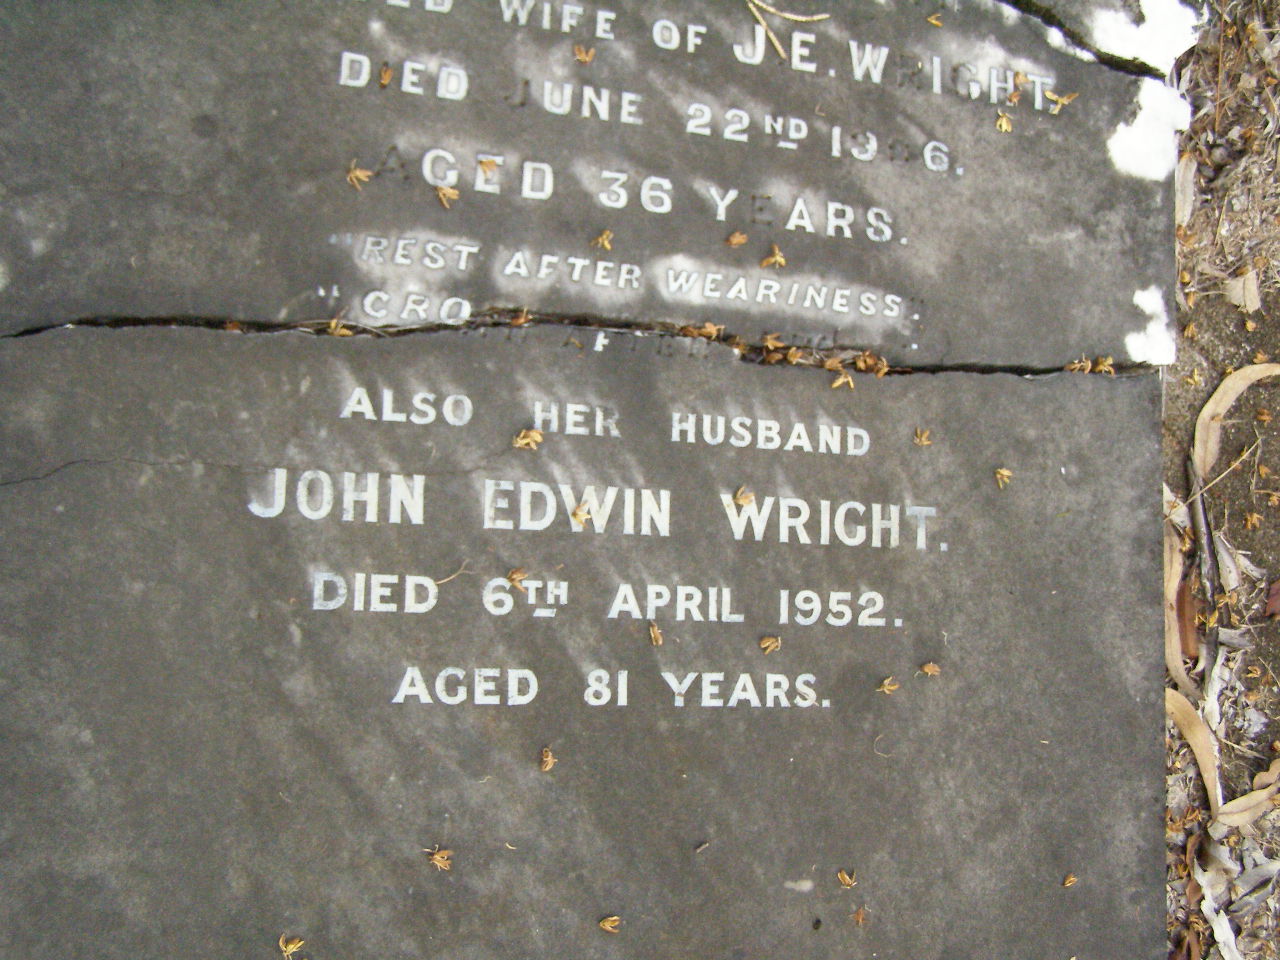 WIFE OF J.E. WRIGHT,
DIED JUNE 22ND 1906.
AGED 36 YEARS.
"REST AFTER WEARINESS
ALSO HER HUSBAND
JOHN EDWIN WRIGHT.
DIED 6TH APRIL 1952.
AGED 81 YEARS.